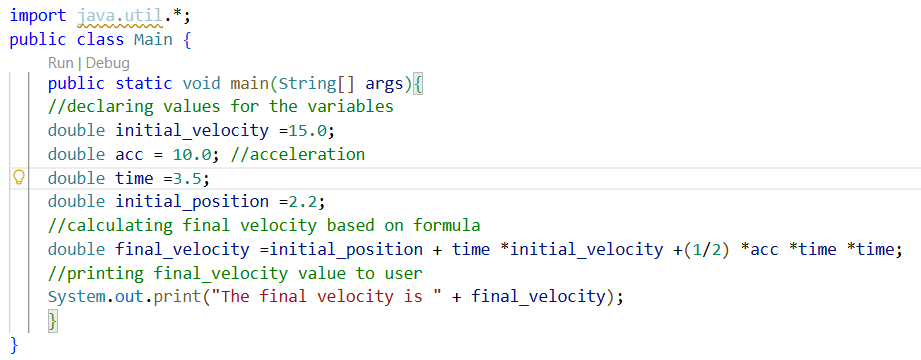 import java.util.*;
public class Main {
Run | Debug
public static void main(String[] args){
//declaring values for the variables
double initial_velocity =15.0;
double acc = 10.0; //acceleration
double time =3.5;
double initial_position =2.2;
//calculating final velocity based on formula
double final_velocity =initial_position + time *initial_velocity +(1/2) *acc *time *time;
//printing final_velocity value to user
System.out.print("The final velocity is " + final_velocity);
}
}